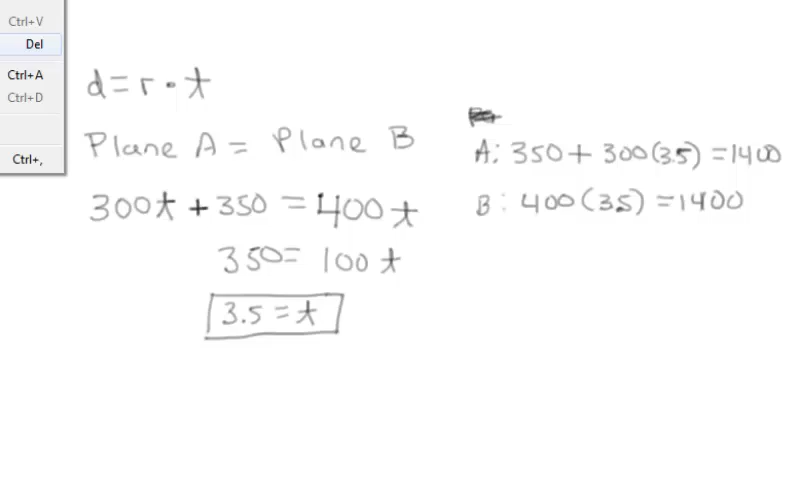 Ctrl+V
Del
Ctrl+A
Ctrl+D
Ctrl+,
d = r · t
Plane A = Plane B
300t + 350 = 400t
350 = 100t
3.5 = t
A: 350 + 300(3.5) = 1400
B: 400(3.5) = 1400